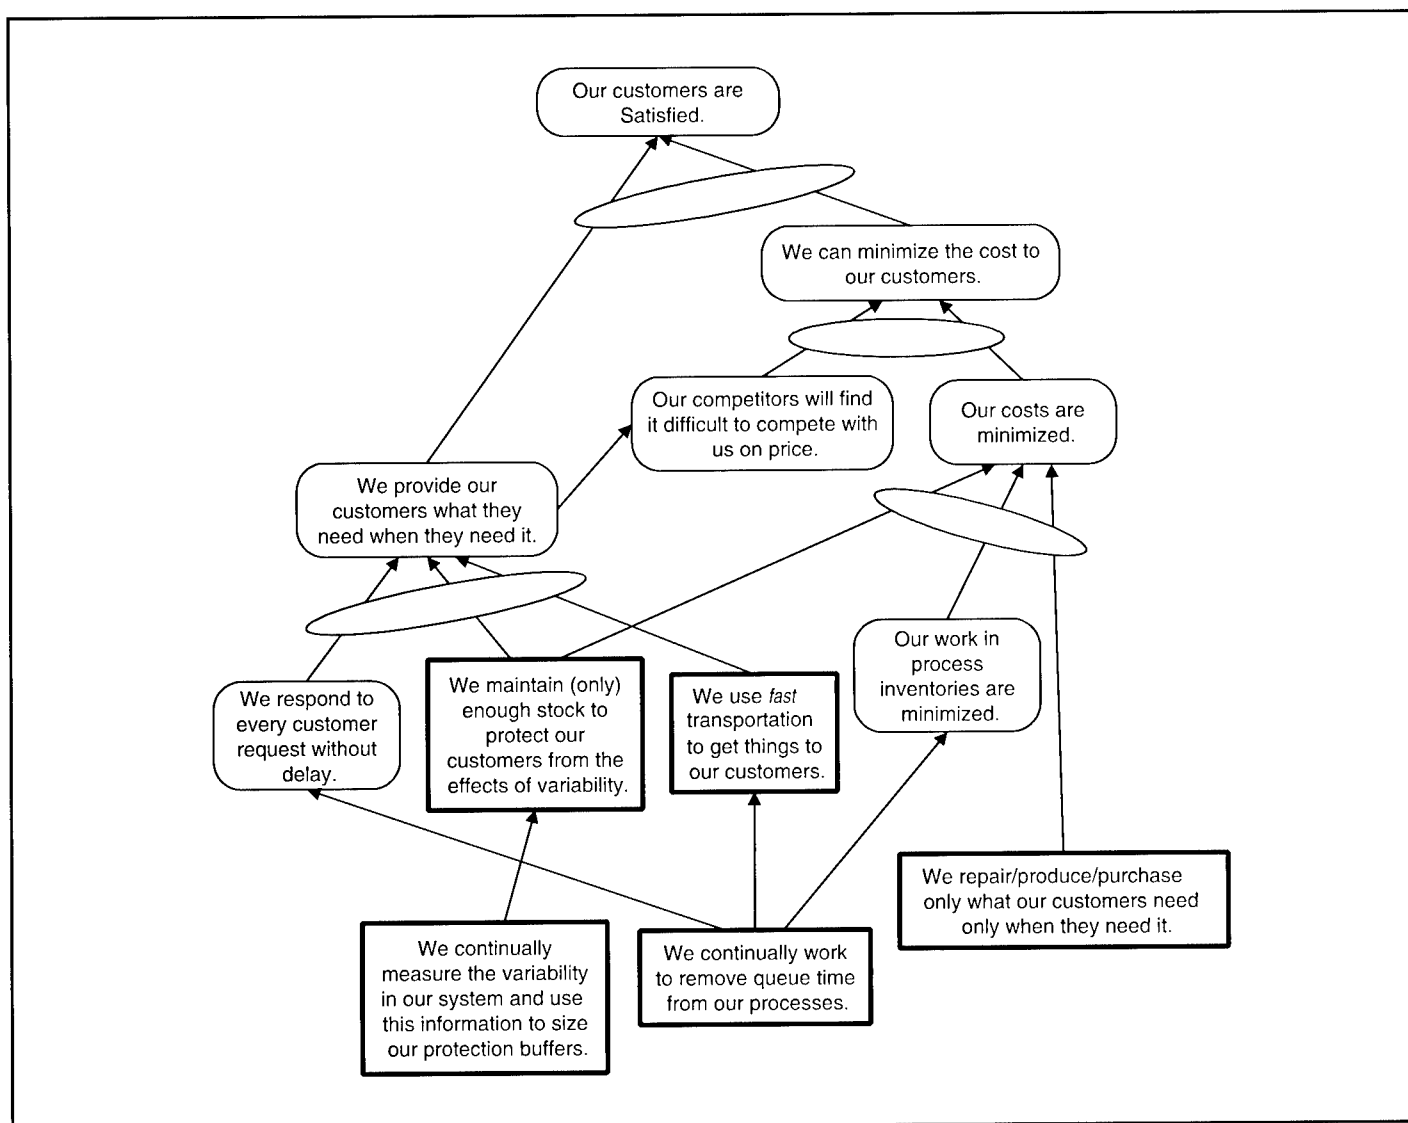 Our customers are
Satisfied.
We can minimize the cost to
our customers.
Our competitors will find
it difficult to compete with
us on price.
Our costs are
minimized.
We provide our
customers what they
need when they need it.
We respond to
every customer
request without
delay.
We maintain (only)
enough stock to
protect our
customers from the
effects of variability.
We use fast
transportation
to get things to
our customers.
Our work in
process
inventories are
minimized.
We repair/produce/purchase
only what our customers need
only when they need it.
We continually
measure the variability
in our system and use
this information to size
our protection buffers.
We continually work
to remove queue time
from our processes.